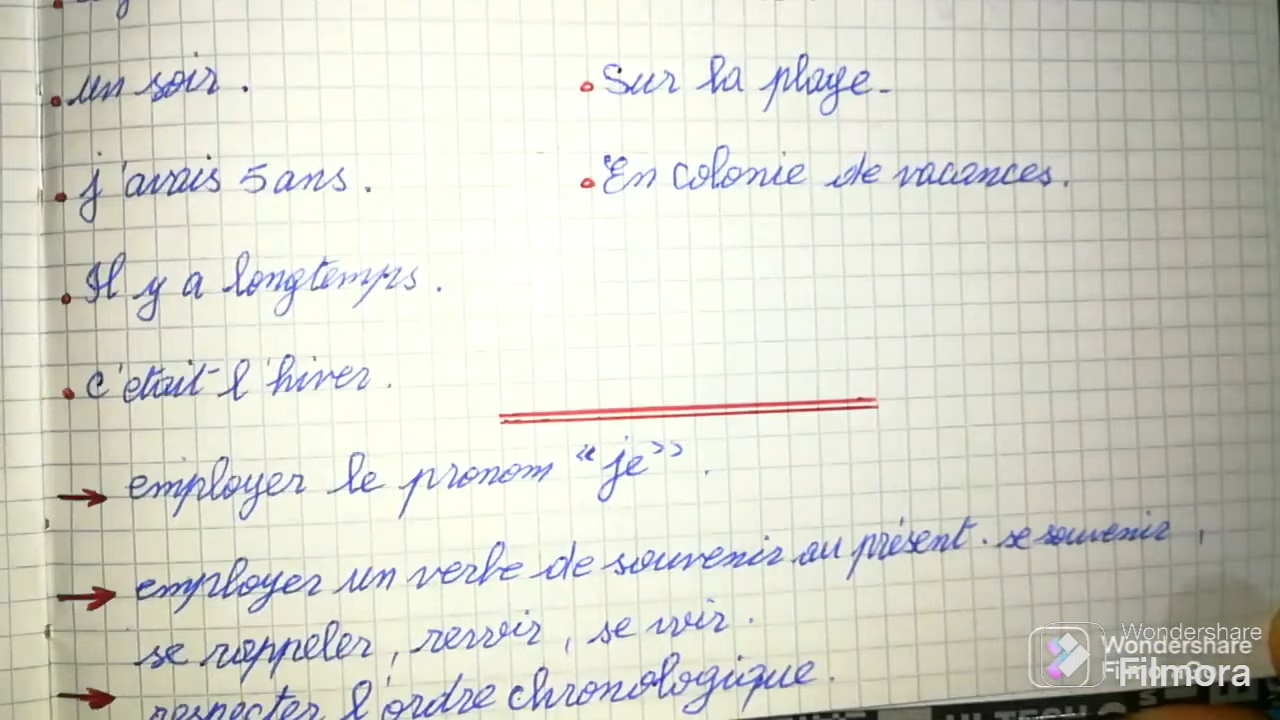 un soir.
• Sur la plage.
• j'avais 5 ans.
• En colonie de vacances.
• Il y a longtemps.
• c'etait l'hiver.
→ employer le pronom "je".
→ employer un verbe de souvenir au présent. se souvenir,
se rappeler, revoir, se voir.
→ respecter l'ordre chronologique.
Wondershare
Wondershare
Filmora